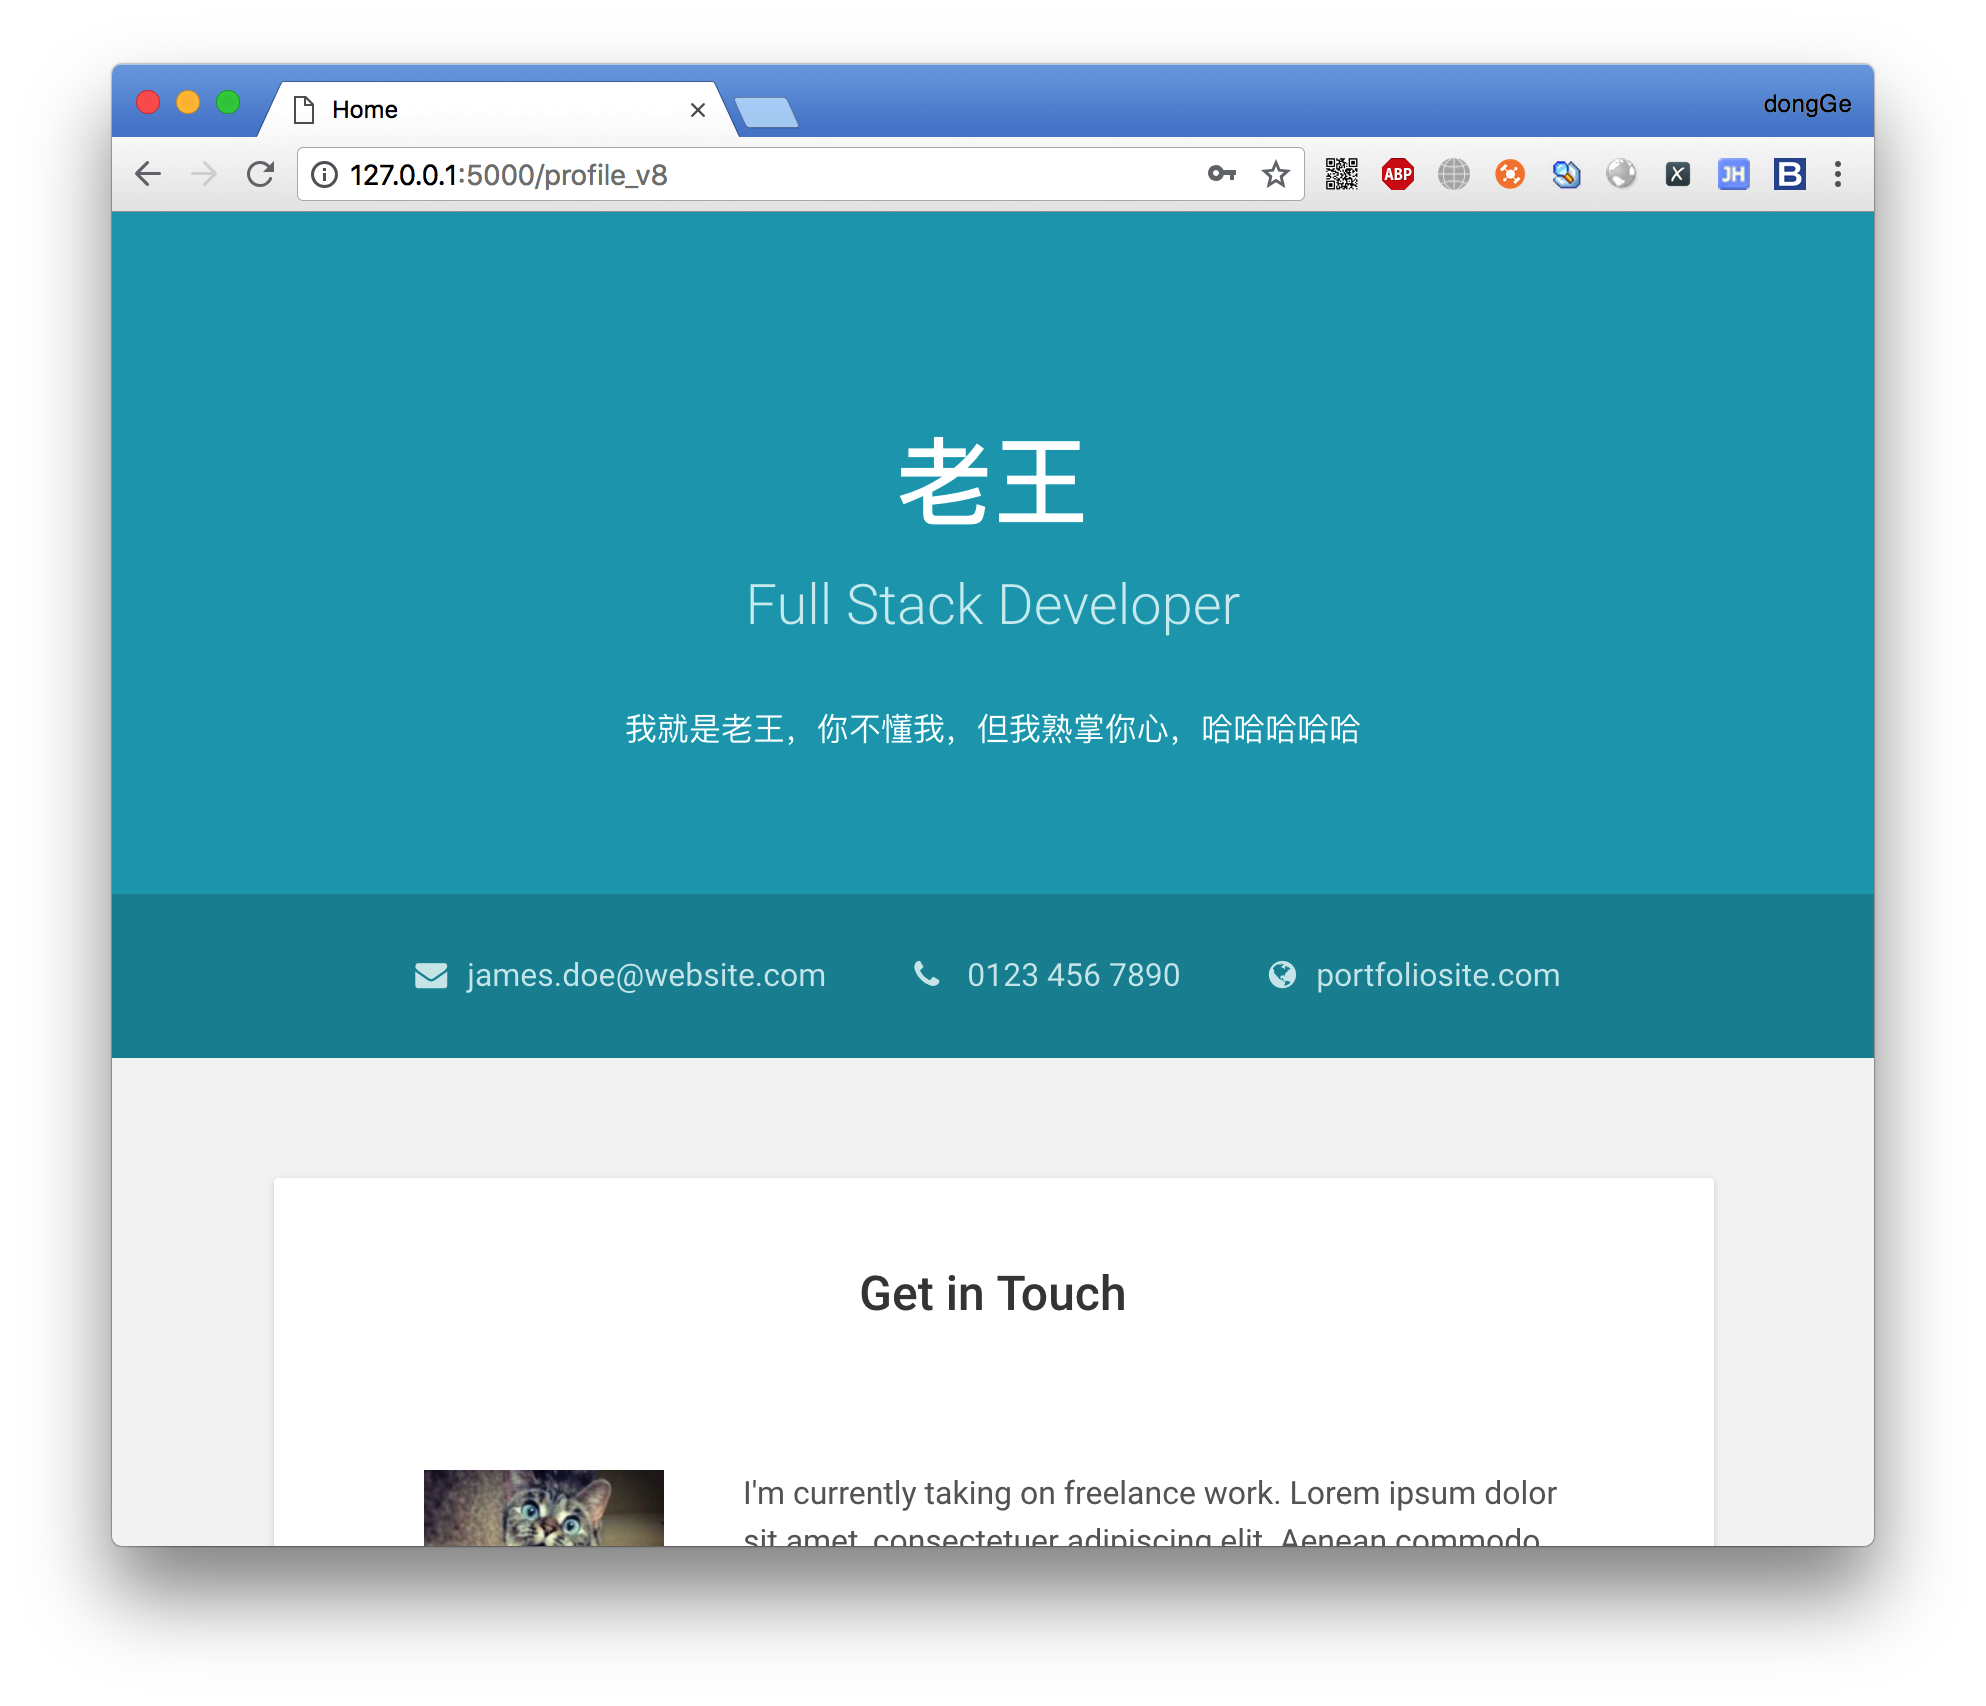 Home
dongGe
127.0.0.1:5000/profile_v8
ABP
X
JH
B
老王
Full Stack Developer
我就是老王，你不懂我，但我熟掌你心，哈哈哈哈哈
james.doe@website.com
0123 456 7890
portfoliosite.com
Get in Touch
I'm currently taking on freelance work. Lorem ipsum dolor
sit amet, consectetuer adipiscing elit. Aenean commodo